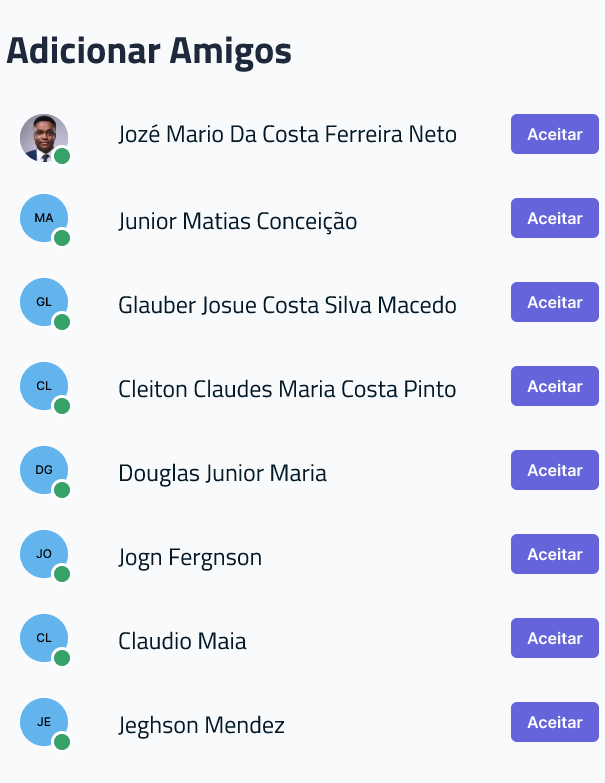 Adicionar Amigos
Jozé Mario Da Costa Ferreira Neto Aceitar
MA Junior Matias Conceição Aceitar
GL Glauber Josue Costa Silva Macedo Aceitar
CL Cleiton Claudes Maria Costa Pinto Aceitar
DG Douglas Junior Maria Aceitar
JO Jogn Fergnson Aceitar
CL Claudio Maia Aceitar
JE Jeghson Mendez Aceitar